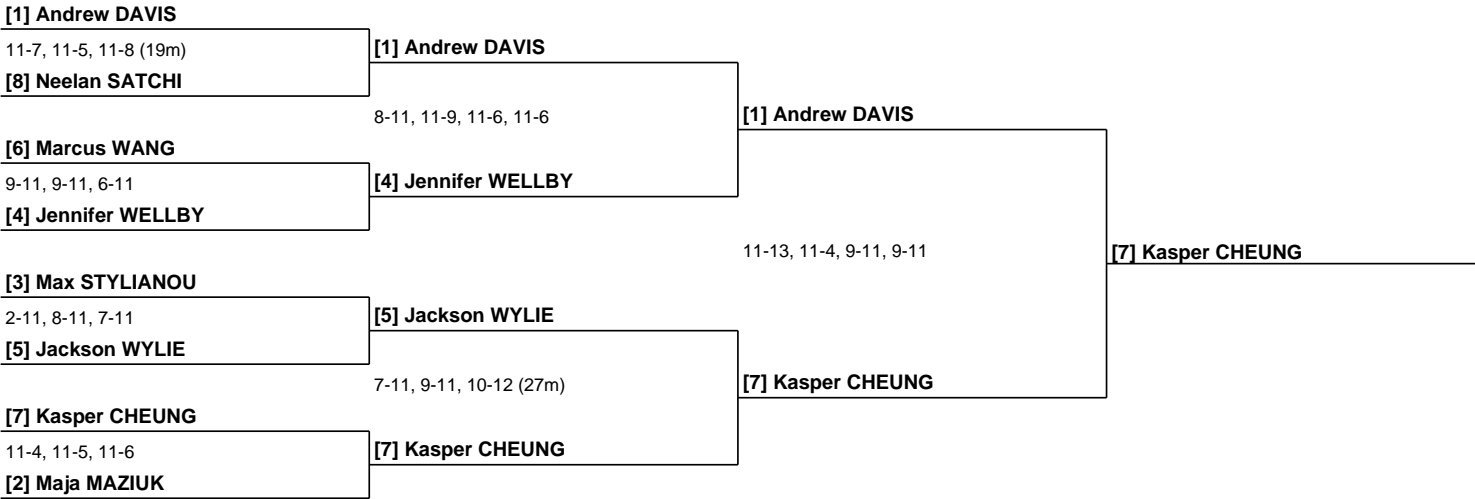 [1] Andrew DAVIS
11-7, 11-5, 11-8 (19m)
[8] Neelan SATCHI
[6] Marcus WANG
9-11, 9-11, 6-11
[4] Jennifer WELLBY
[3] Max STYLIANOU
2-11, 8-11, 7-11
[5] Jackson WYLIE
[7] Kasper CHEUNG
11-4, 11-5, 11-6
[2] Maja MAZIUK
[1] Andrew DAVIS
8-11, 11-9, 11-6, 11-6
[4] Jennifer WELLBY
[5] Jackson WYLIE
7-11, 9-11, 10-12 (27m)
[7] Kasper CHEUNG
[1] Andrew DAVIS
11-13, 11-4, 9-11, 9-11
[7] Kasper CHEUNG
[7] Kasper CHEUNG